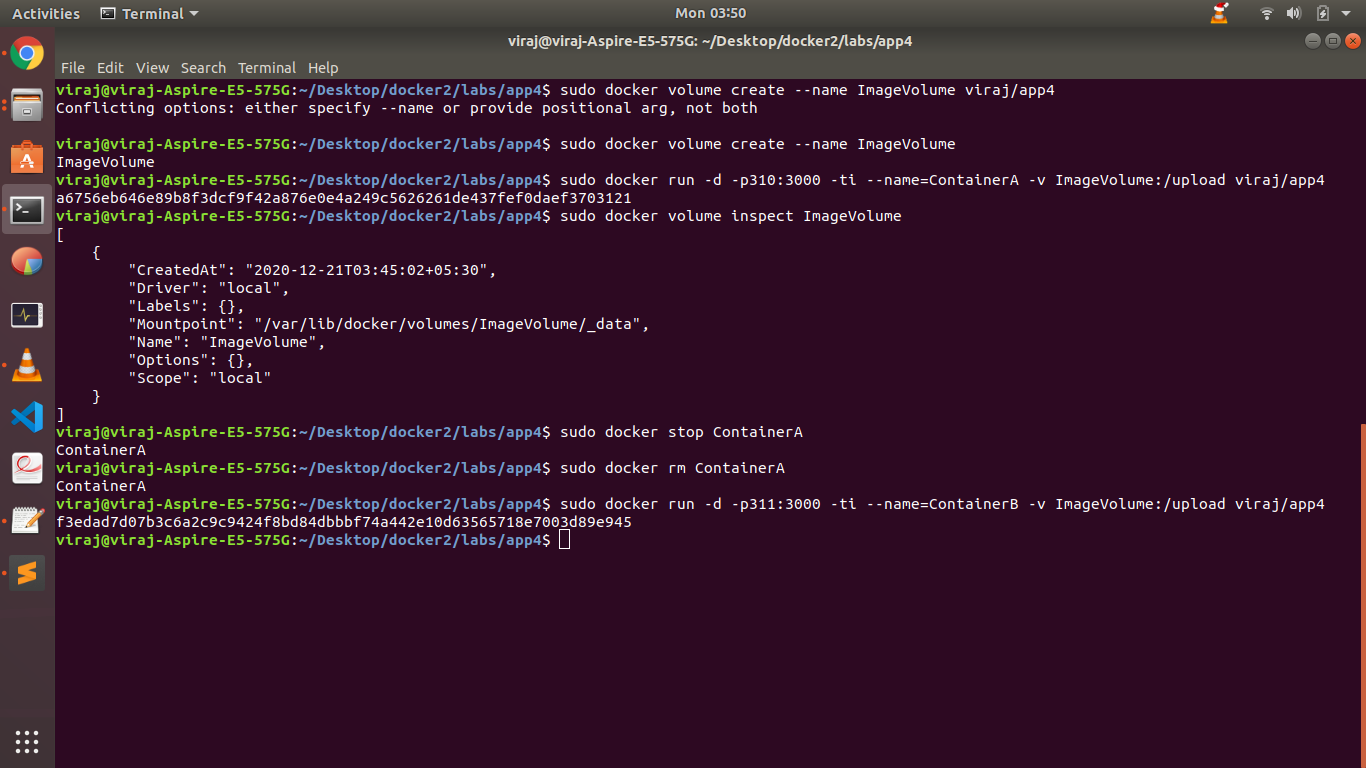 Activities Terminal Mon 03:50
viraj@viraj-Aspire-E5-575G: ~/Desktop/docker2/labs/app4
File Edit View Search Terminal Help
viraj@viraj-Aspire-E5-575G:~/Desktop/docker2/labs/app4$ sudo docker volume create --name ImageVolume viraj/app4
Conflicting options: either specify --name or provide positional arg, not both
viraj@viraj-Aspire-E5-575G:~/Desktop/docker2/labs/app4$ sudo docker volume create --name ImageVolume
ImageVolume
viraj@viraj-Aspire-E5-575G:~/Desktop/docker2/labs/app4$ sudo docker run -d -p310:3000 -ti --name=ContainerA -v ImageVolume:/upload viraj/app4
a6756eb646e89b8f3dcf9f42a876e0e4a249c5626261de437fef0daef3703121
viraj@viraj-Aspire-E5-575G:~/Desktop/docker2/labs/app4$ sudo docker volume inspect ImageVolume
[
    {
        "CreatedAt": "2020-12-21T03:45:02+05:30",
        "Driver": "local",
        "Labels": {},
        "Mountpoint": "/var/lib/docker/volumes/ImageVolume/_data",
        "Name": "ImageVolume",
        "Options": {},
        "Scope": "local"
    }
]
viraj@viraj-Aspire-E5-575G:~/Desktop/docker2/labs/app4$ sudo docker stop ContainerA
ContainerA
viraj@viraj-Aspire-E5-575G:~/Desktop/docker2/labs/app4$ sudo docker rm ContainerA
ContainerA
viraj@viraj-Aspire-E5-575G:~/Desktop/docker2/labs/app4$ sudo docker run -d -p311:3000 -ti --name=ContainerB -v ImageVolume:/upload viraj/app4
f3edad7d07b3c6a2c9c9424f8bd84dbbbf74a442e10d63565718e7003d89e945
viraj@viraj-Aspire-E5-575G:~/Desktop/docker2/labs/app4$